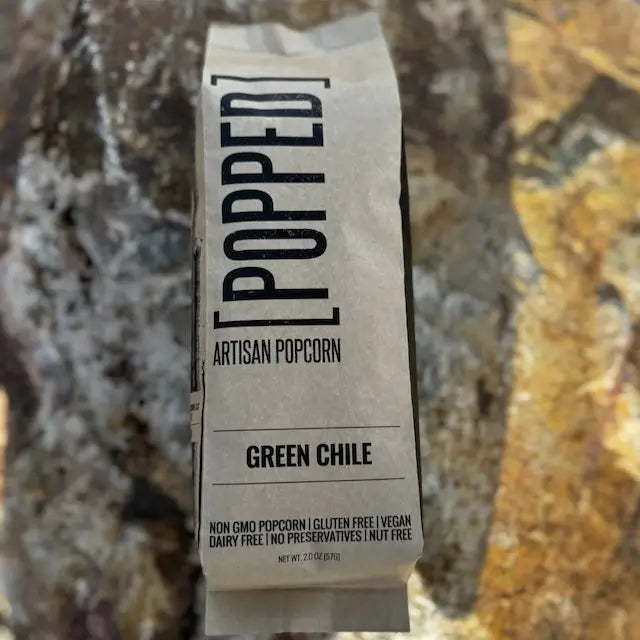 [POPPED]
ARTISAN POPCORN
GREEN CHILE
NON GMO POPCORN | GLUTEN FREE | VEGAN
DAIRY FREE | NO PRESERVATIVES | NUT FREE
NET WT. 2.0 OZ (57G)